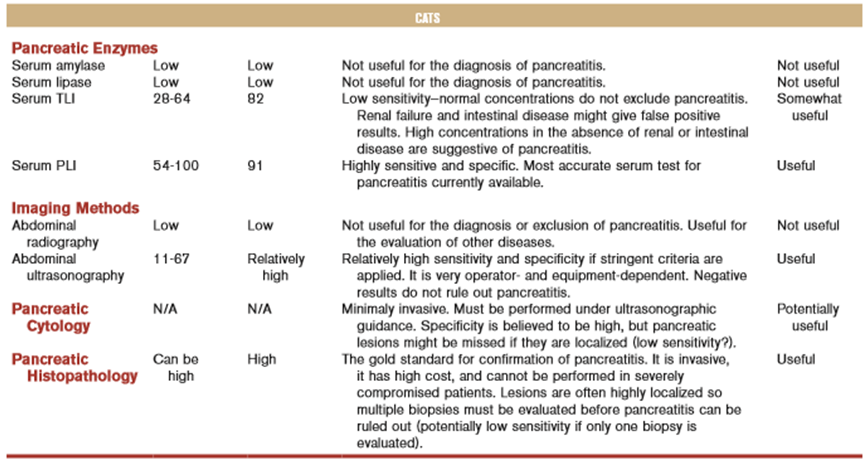 CATS
Pancreatic Enzymes
Serum amylase Low Low Not useful for the diagnosis of pancreatitis. Not useful
Serum lipase Low Low Not useful for the diagnosis of pancreatitis. Not useful
Serum TLI 28-64 82 Low sensitivity—normal concentrations do not exclude pancreatitis. Somewhat
Renal failure and intestinal disease might give false positive useful
results. High concentrations in the absence of renal or intestinal
disease are suggestive of pancreatitis.
Serum PLI 54-100 91 Highly sensitive and specific. Most accurate serum test for Useful
pancreatitis currently available.
Imaging Methods
Abdominal Low Low Not useful for the diagnosis or exclusion of pancreatitis. Useful for Not useful
radiography the evaluation of other diseases.
Abdominal 11-67 Relatively Relatively high sensitivity and specificity if stringent criteria are Useful
ultrasonography high applied. It is very operator- and equipment-dependent. Negative
results do not rule out pancreatitis.
Pancreatic N/A N/A Minimaly invasive. Must be performed under ultrasonographic Potentially
Cytology guidance. Specificity is believed to be high, but pancreatic useful
lesions might be missed if they are localized (low sensitivity?).
Pancreatic Can be High The gold standard for confirmation of pancreatitis. It is invasive, Useful
Histopathology high it has high cost, and cannot be performed in severely
compromised patients. Lesions are often highly localized so
multiple biopsies must be evaluated before pancreatitis can be
ruled out (potentially low sensitivity if only one biopsy is
evaluated).